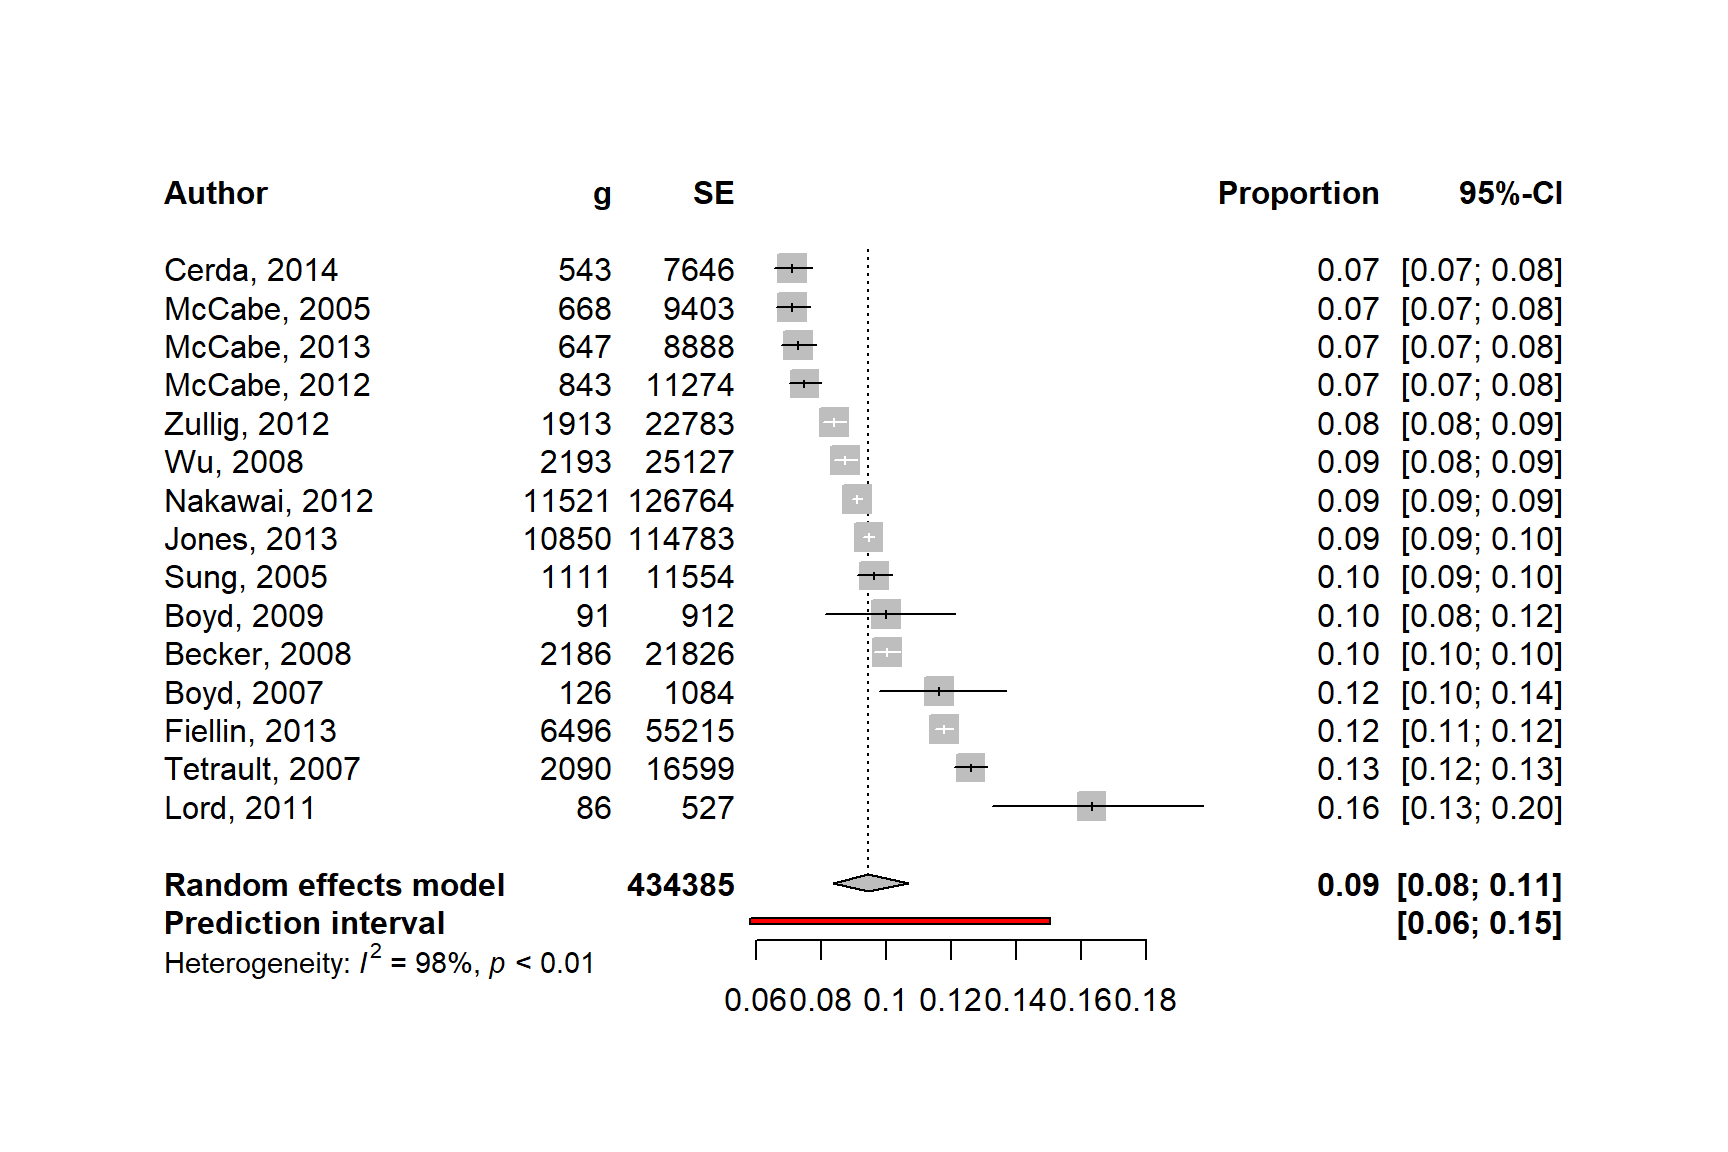 Author g SE Proportion 95%-CI
Cerda, 2014 543 7646 0.07 [0.07; 0.08]
McCabe, 2005 668 9403 0.07 [0.07; 0.08]
McCabe, 2013 647 8888 0.07 [0.07; 0.08]
McCabe, 2012 843 11274 0.07 [0.07; 0.08]
Zullig, 2012 1913 22783 0.08 [0.08; 0.09]
Wu, 2008 2193 25127 0.09 [0.08; 0.09]
Nakawai, 2012 11521 126764 0.09 [0.09; 0.09]
Jones, 2013 10850 114783 0.09 [0.09; 0.10]
Sung, 2005 1111 11554 0.10 [0.09; 0.10]
Boyd, 2009 91 912 0.10 [0.08; 0.12]
Becker, 2008 2186 21826 0.10 [0.10; 0.10]
Boyd, 2007 126 1084 0.12 [0.10; 0.14]
Fiellin, 2013 6496 55215 0.12 [0.11; 0.12]
Tetrault, 2007 2090 16599 0.13 [0.12; 0.13]
Lord, 2011 86 527 0.16 [0.13; 0.20]
Random effects model 434385 0.09 [0.08; 0.11]
Prediction interval [0.06; 0.15]
Heterogeneity: I² = 98%, p < 0.01
0.06 0.08 0.1 0.12 0.14 0.16 0.18